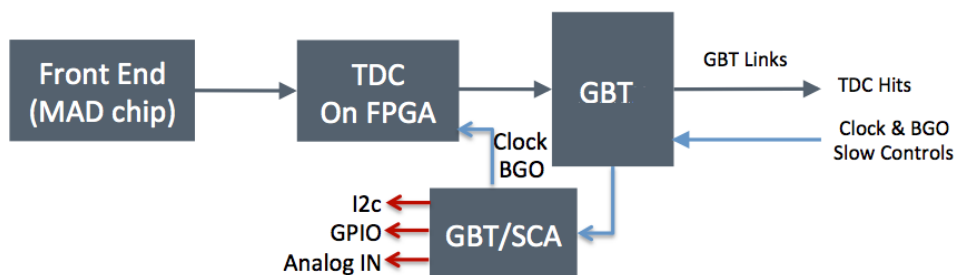 Front End
(MAD chip)
TDC
On FPGA
GBT
GBT Links
TDC Hits
Clock & BGO
Slow Controls
Clock
BGO
I2c
GPIO
Analog IN
GBT/SCA